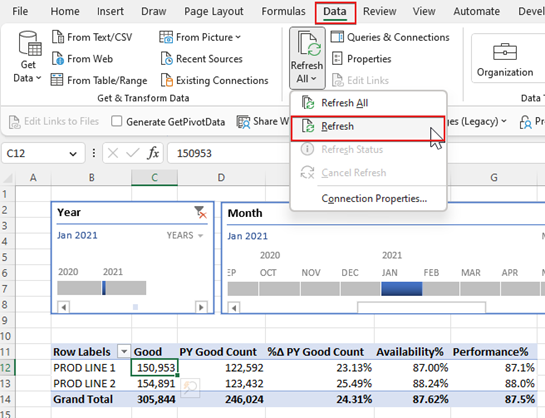 File Home Insert Draw Page Layout Formulas Data Review View Automate Devel
Get Data
From Text/CSV
From Web
From Table/Range
From Picture
Recent Sources
Existing Connections
Get & Transform Data
Refresh All
Queries & Connections
Properties
Edit Links
Organization
Data T
Refresh All
Refresh
Refresh Status
Cancel Refresh
Connection Properties...
Edit Links to Files Generate GetPivotData Share W ges (Legacy)
C12 fx 150953
A B C D G
1
2
3
4
5
6
7
8
9
10
11
12
13
14
Year
Jan 2021 YEARS
2020 2021
Month
Jan 2021
2020 2021
EP OCT NOV DEC JAN FEB MAR APR
Row Labels Good PY Good Count %Δ PY Good Count Availability% Performance%
PROD LINE 1 150,953 122,592 23.13% 87.00% 87.1%
PROD LINE 2 154,891 123,432 25.49% 88.24% 88.0%
Grand Total 305,844 246,024 24.31% 87.62% 87.5%